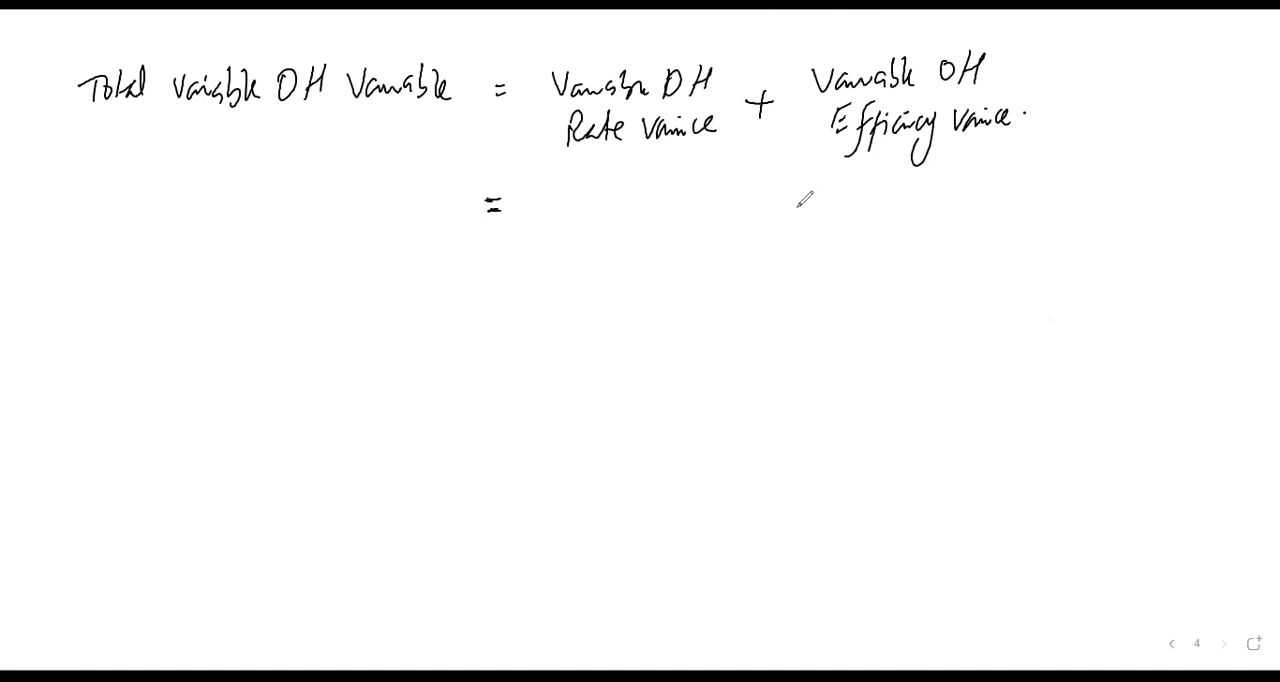 Total Variable OH Variable = Variable OH + Variable OH
Rate Variance Efficiency Variance.
=
< 4 >